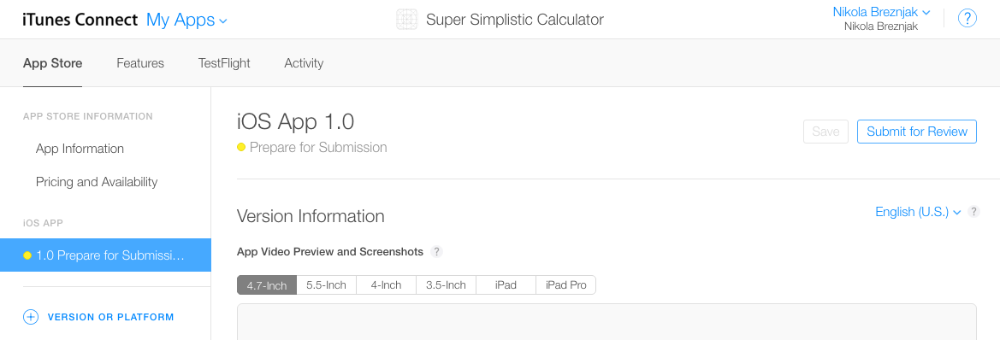 iTunes Connect My Apps
Super Simplistic Calculator
Nikola Breznjak
Nikola Breznjak
?
App Store Features TestFlight Activity
APP STORE INFORMATION
App Information
Pricing and Availability
iOS APP
1.0 Prepare for Submissi...
VERSION OR PLATFORM
iOS App 1.0
Prepare for Submission
Save Submit for Review
Version Information
English (U.S.) ?
App Video Preview and Screenshots ?
4.7-Inch 5.5-Inch 4-Inch 3.5-Inch iPad iPad Pro